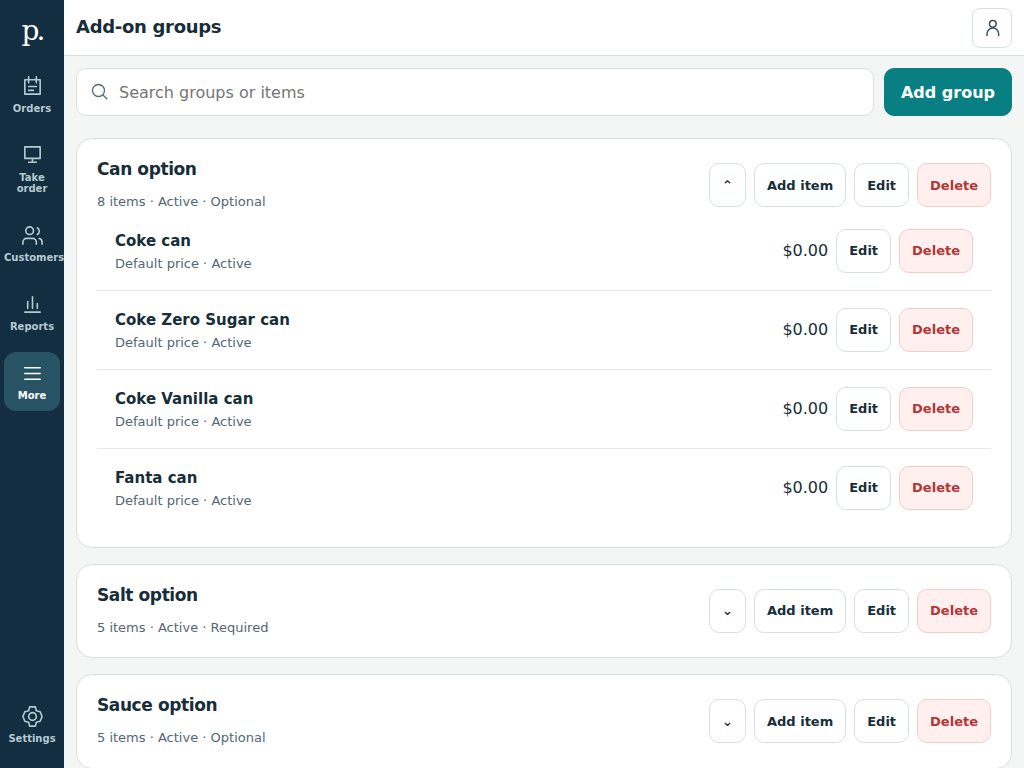 p.
Add-on groups
Orders
Take
order
Customers
Reports
More
Settings
Search groups or items
Add group
Can option
8 items · Active · Optional
Add item
Edit
Delete
Coke can
Default price · Active
$0.00
Edit
Delete
Coke Zero Sugar can
Default price · Active
$0.00
Edit
Delete
Coke Vanilla can
Default price · Active
$0.00
Edit
Delete
Fanta can
Default price · Active
$0.00
Edit
Delete
Salt option
5 items · Active · Required
Add item
Edit
Delete
Sauce option
5 items · Active · Optional
Add item
Edit
Delete